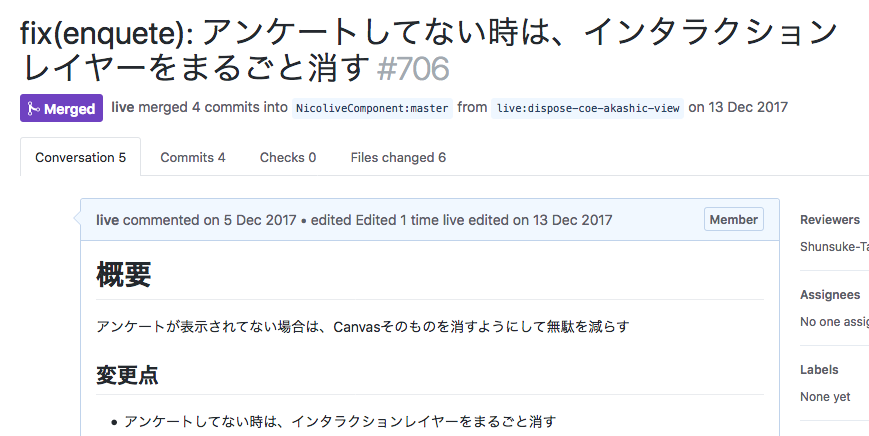 fix(enquete): アンケートしてない時は、インタラクション
レイヤーをまるごと消す #706
Merged live merged 4 commits into NicoliveComponent:master from live:dispose-coe-akashic-view on 13 Dec 2017
Conversation 5 Commits 4 Checks 0 Files changed 6
live commented on 5 Dec 2017 • edited Edited 1 time live edited on 13 Dec 2017 Member
概要
アンケートが表示されてない場合は、Canvasそのものを消すようにして無駄を減らす
変更点
• アンケートしてない時は、インタラクションレイヤーをまるごと消す
Reviewers
Shunsuke-Ta
Assignees
No one assig
Labels
None yet